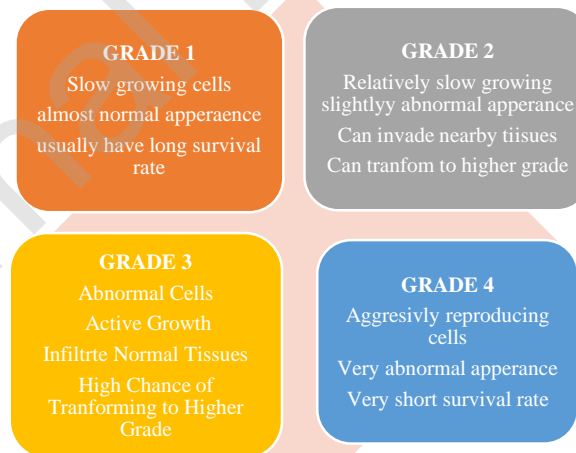 GRADE 1
Slow growing cells
almost normal apperaence
usually have long survival
rate
GRADE 2
Relatively slow growing
slightlyy abnormal apperance
Can invade nearby tiisues
Can tranfom to higher grade
GRADE 3
Abnormal Cells
Active Growth
Infiltrte Normal Tissues
High Chance of
Tranforming to Higher
Grade
GRADE 4
Aggresivly reproducing
cells
Very abnormal apperance
Very short survival rate